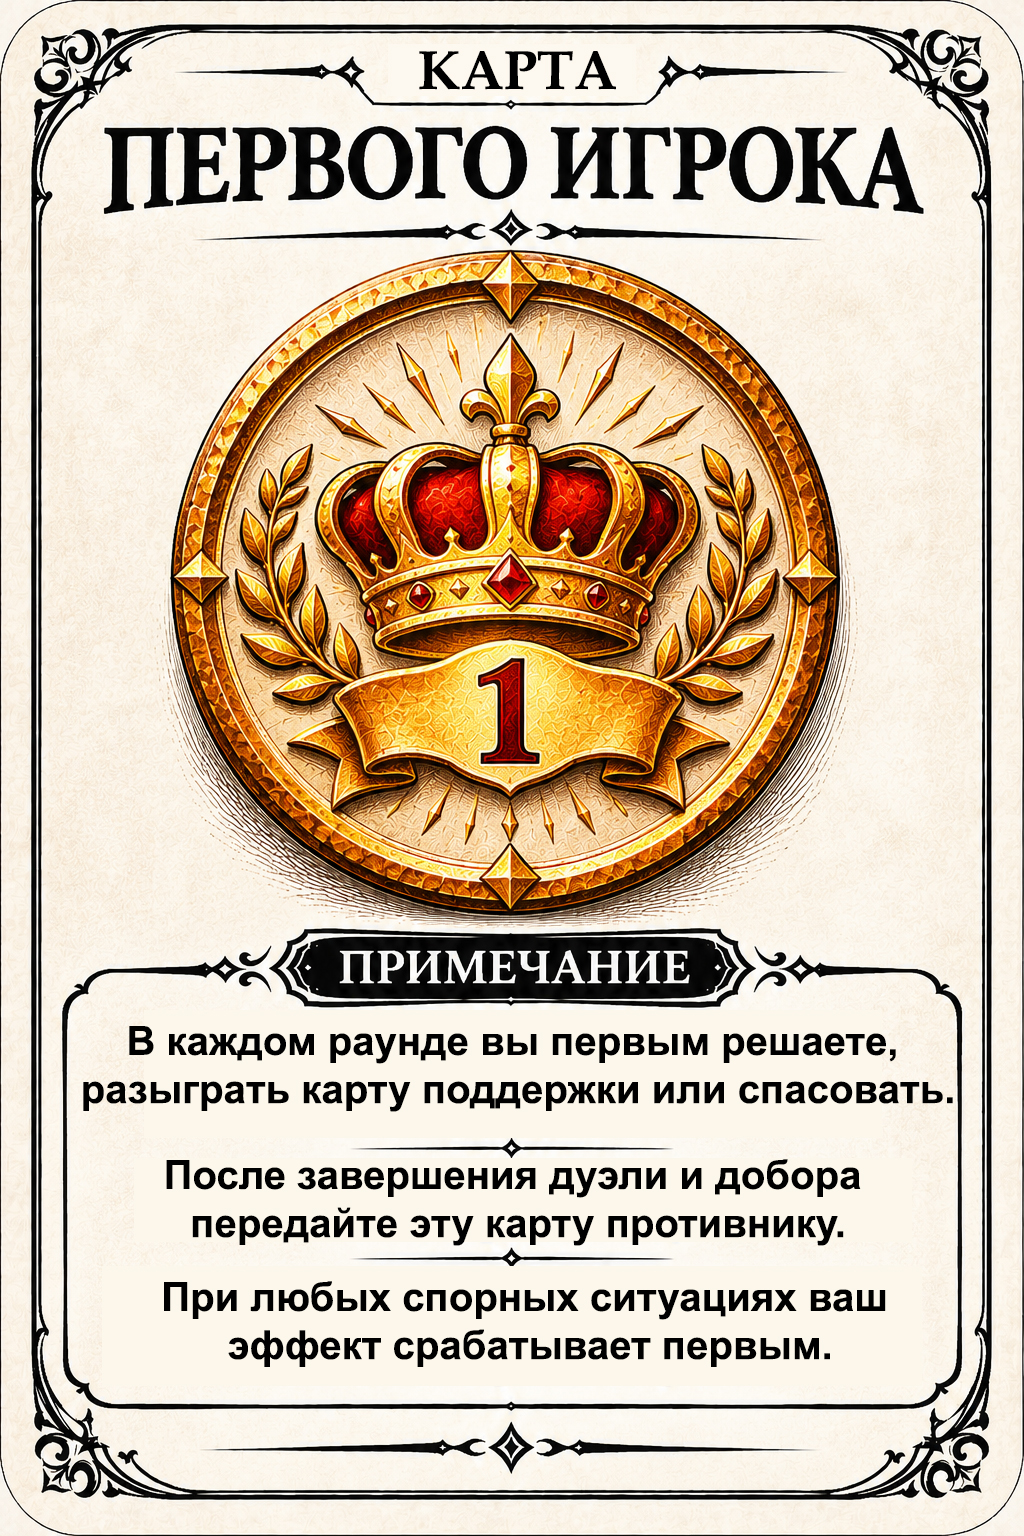 КАРТА
ПЕРВОГО ИГРОКА
1
ПРИМЕЧАНИЕ
В каждом раунде вы первым решаете,
разыграть карту поддержки или спасовать.
После завершения дуэли и добора
передайте эту карту противнику.
При любых спорных ситуациях ваш
эффект срабатывает первым.